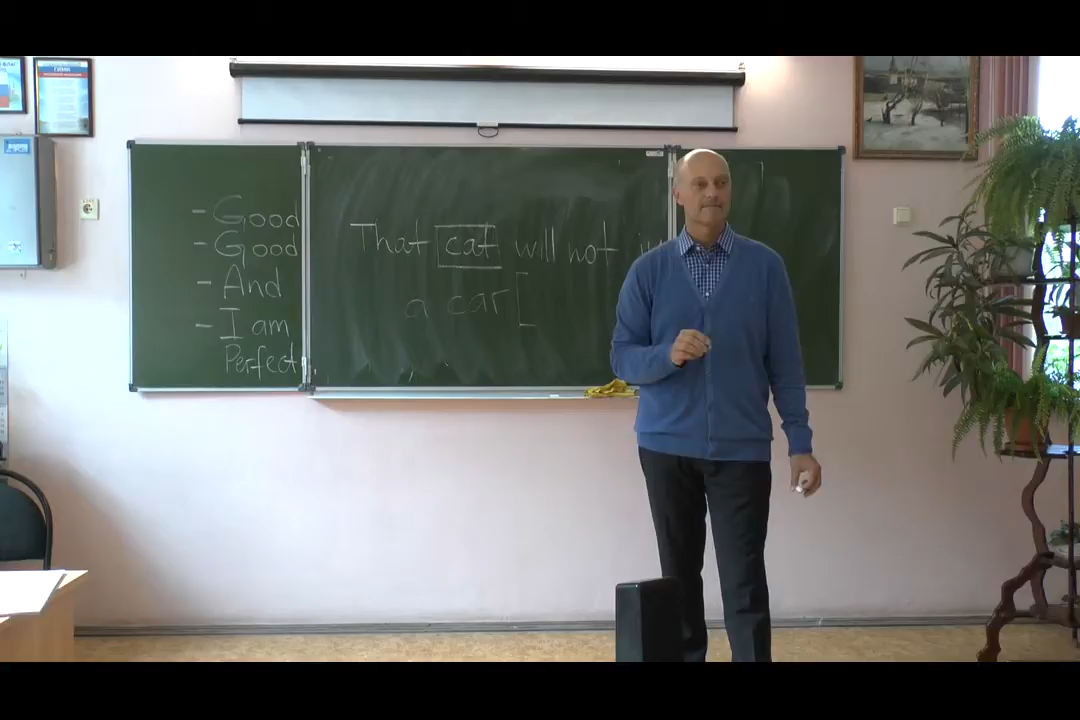 - Good
- Good
- And
- I am
Perfect
That cat will not
a car [